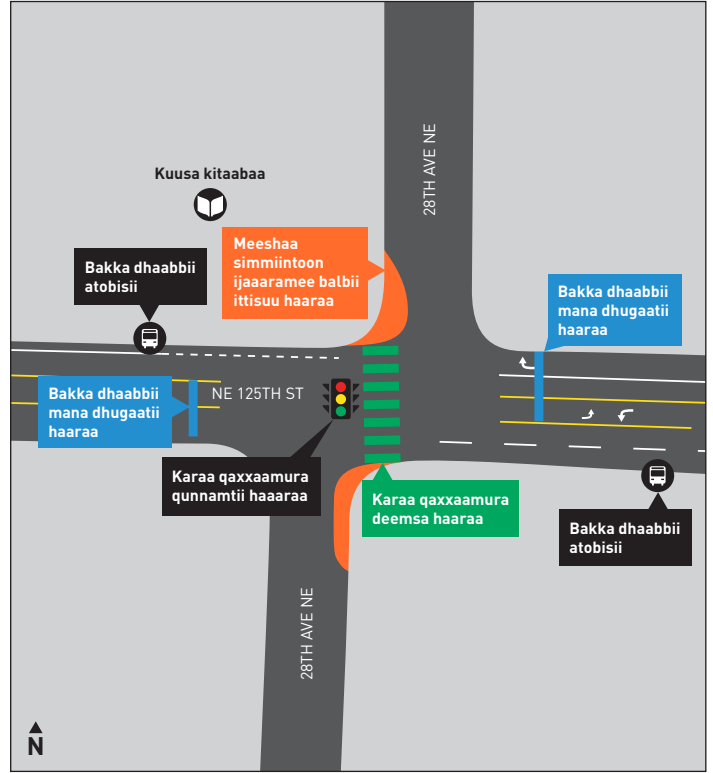 28TH AVE NE
Kuusa kitaabaa
Meeshaa
simmiintoon
ijaaaramee balbii
ittisuu haaraa
Bakka dhaabbii
atobisii
Bakka dhaabbii
mana dhugaatii
haaraa
Bakka dhaabbii
mana dhugaatii
haaraa
NE 125TH ST
Karaa qaxxaamura
qunnamtii haaaraa
Karaa qaxxaamura
deemsa haaraa
Bakka dhaabbii
atobisii
28TH AVE NE
N